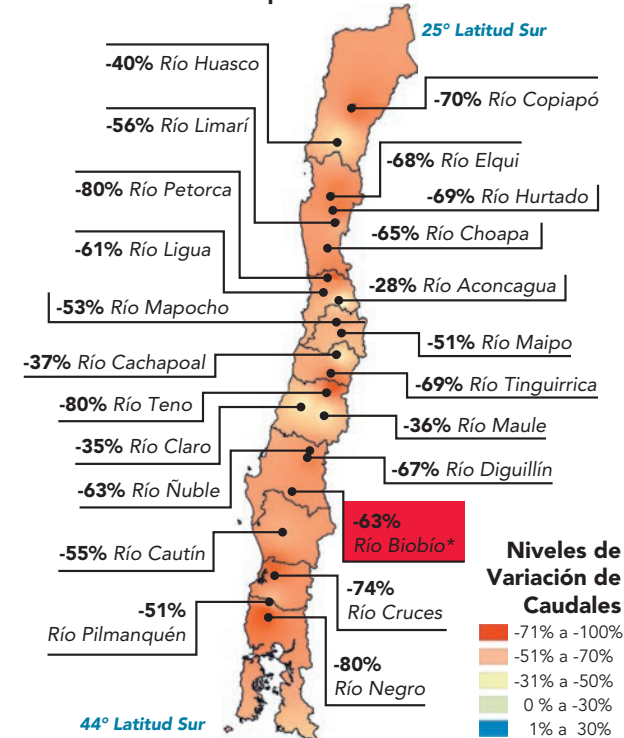 25º Latitud Sur
-40% Río Huasco
-70% Río Copiapó
-56% Río Limarí
-68% Río Elqui
-80% Río Petorca
-69% Río Hurtado
-65% Río Choapa
-61% Río Ligua
-28% Río Aconcagua
-53% Río Mapocho
-51% Río Maipo
-37% Río Cachapoal
-69% Río Tinguirrica
-80% Río Teno
-36% Río Maule
-35% Río Claro
-67% Río Diguillín
-63% Río Ñuble
-63%
Río Biobío*
-55% Río Cautín
-74%
Río Cruces
-51%
Río Pilmanquén
-80%
Río Negro
44º Latitud Sur
Niveles de
Variación de
Caudales
-71% a -100%
-51% a -70%
-31% a -50%
0 % a -30%
1% a 30%